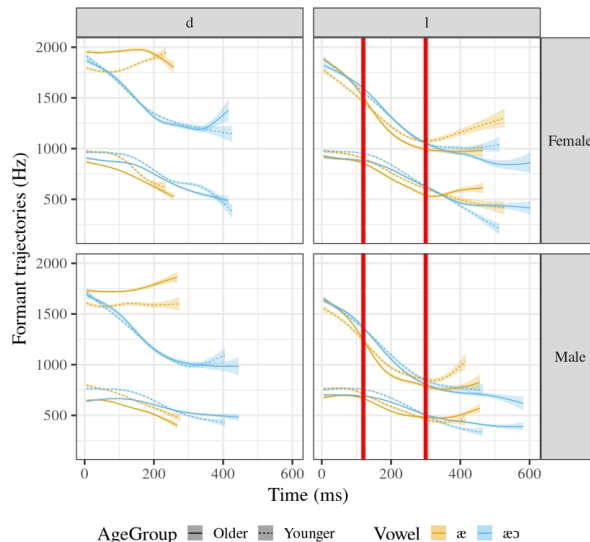 d l
2000
1500
1000
500
Female
2000
1500
1000
500
Male
Formant trajectories (Hz)
0 200 400 600 0 200 400 600
Time (ms)
AgeGroup Older Younger Vowel æ æɔ